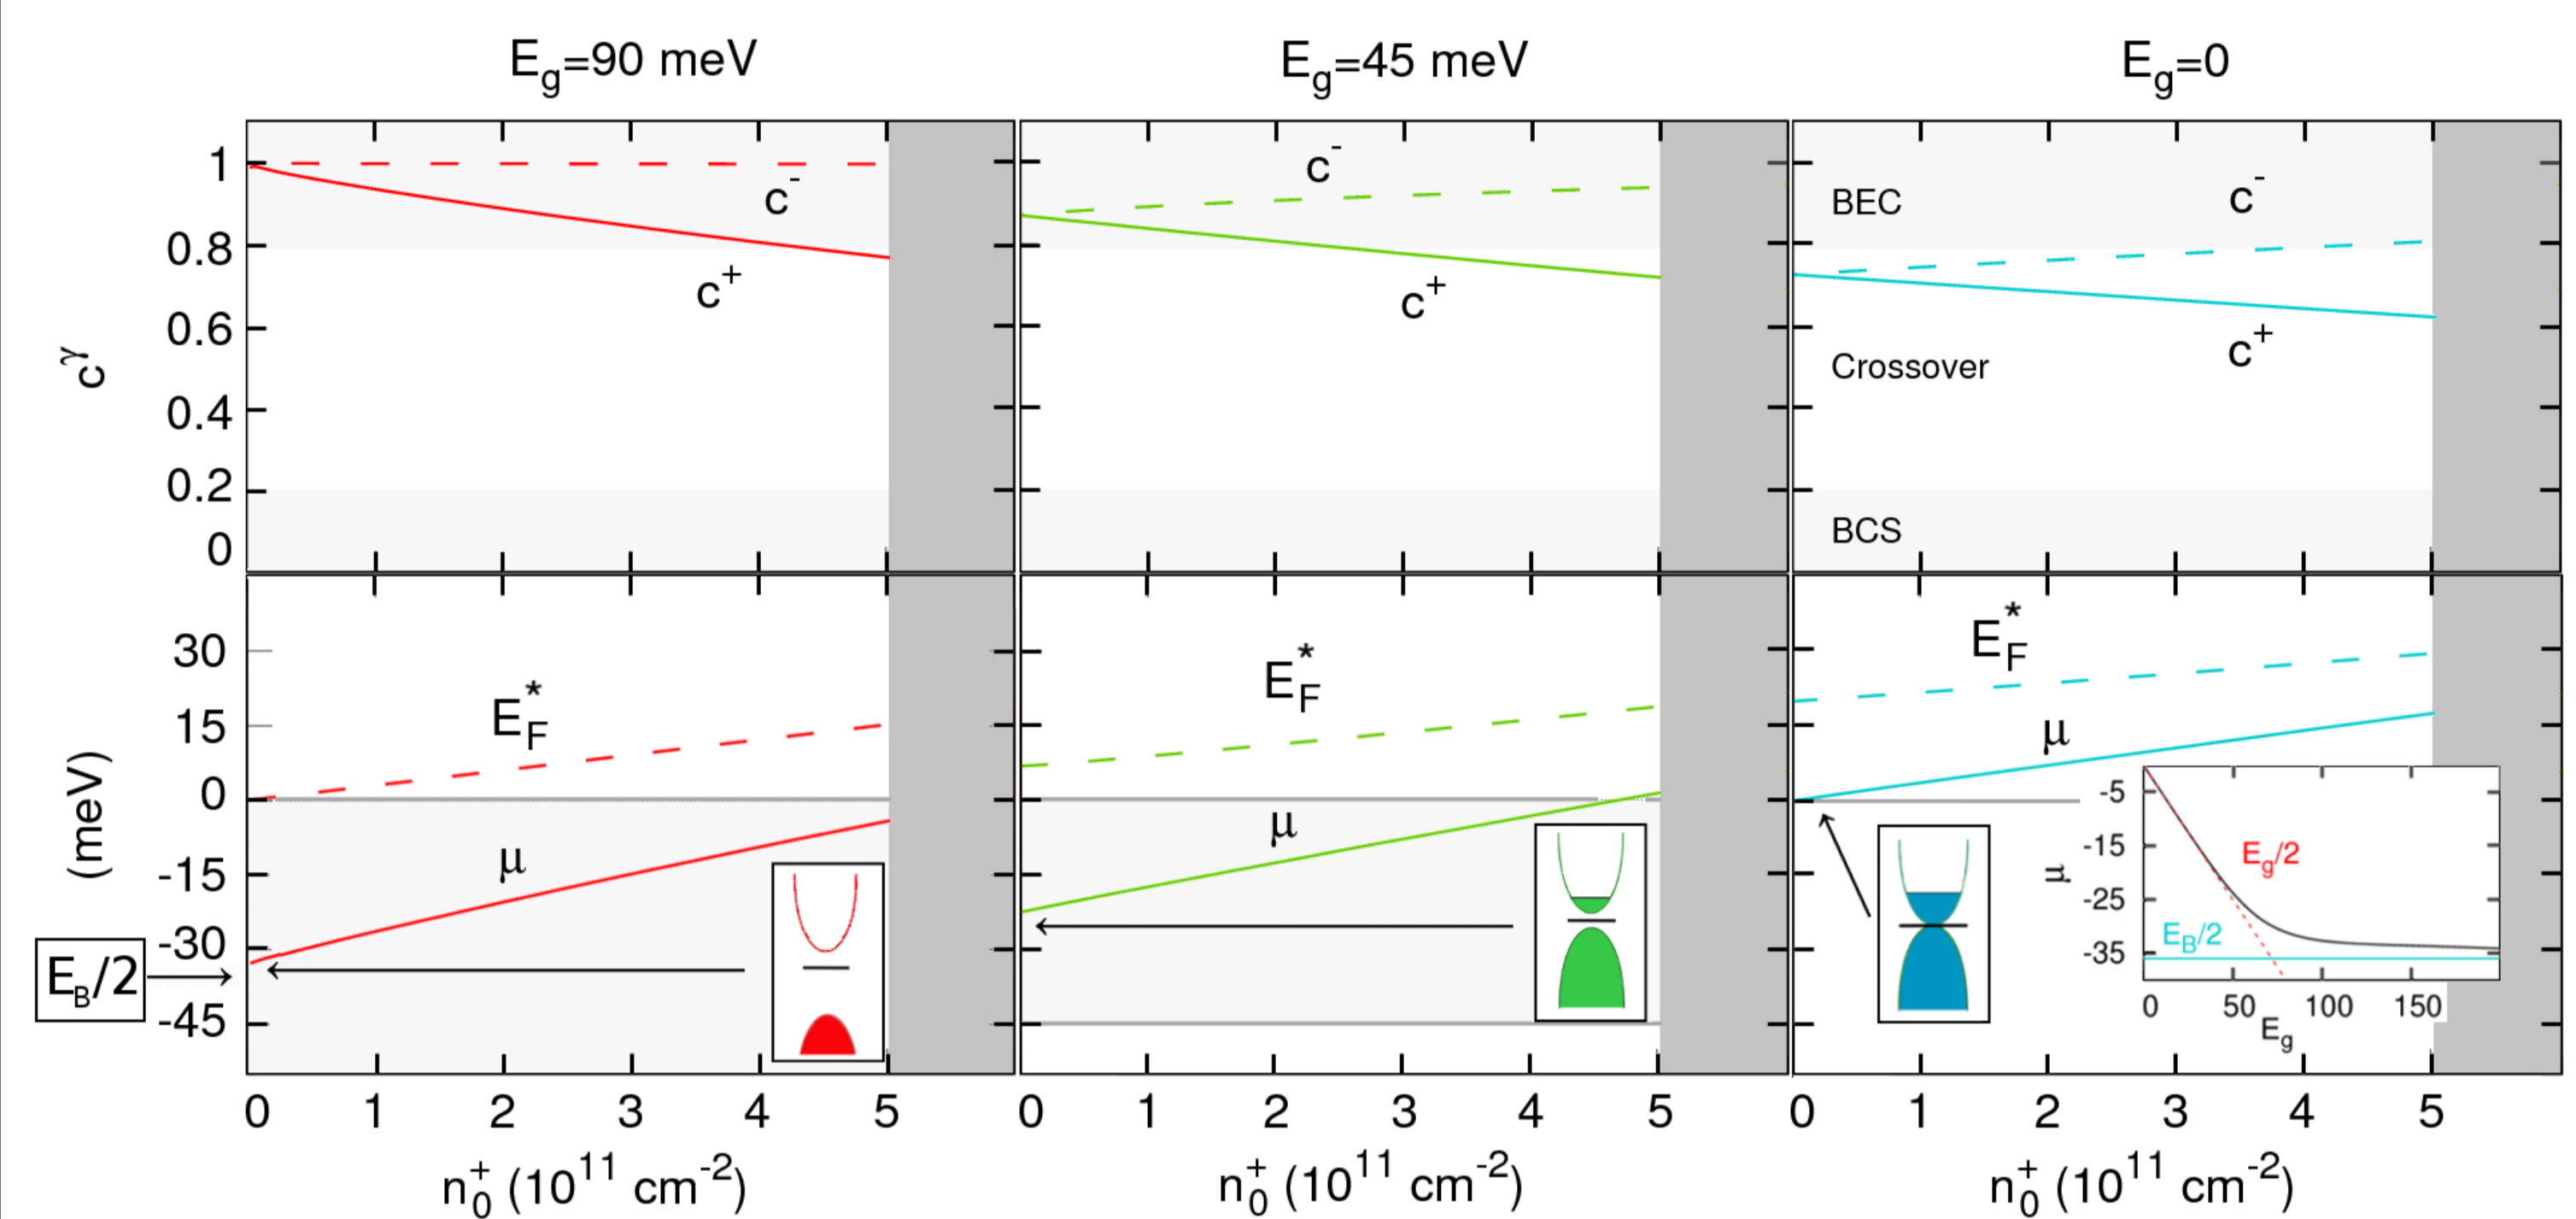 E_g=90 meV
E_g=45 meV
E_g=0
c^γ
1
0.8
0.6
0.4
0.2
0
c^-
c^+
c^-
c^+
BEC
c^-
Crossover
c^+
BCS
(meV)
30
15
0
-15
-30
-45
E_B/2
E_F^*
μ
E_F^*
μ
E_F^*
μ
μ
-5
-15
-25
-35
E_g/2
E_B/2
0 50 100 150
E_g
0 1 2 3 4 5
0 1 2 3 4 5
0 1 2 3 4 5
n_0^+ (10^11 cm^-2)
n_0^+ (10^11 cm^-2)
n_0^+ (10^11 cm^-2)